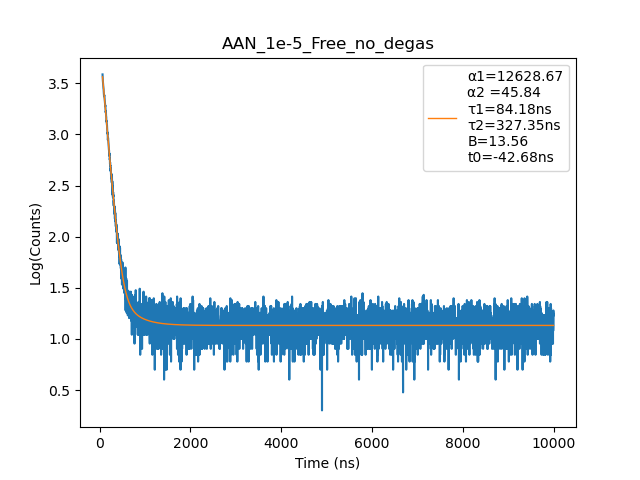 AAN_1e-5_Free_no_degas
α1=12628.67
α2 =45.84
τ1=84.18ns
τ2=327.35ns
B=13.56
t0=-42.68ns
Log(Counts)
3.5
3.0
2.5
2.0
1.5
1.0
0.5
0 2000 4000 6000 8000 10000
Time (ns)